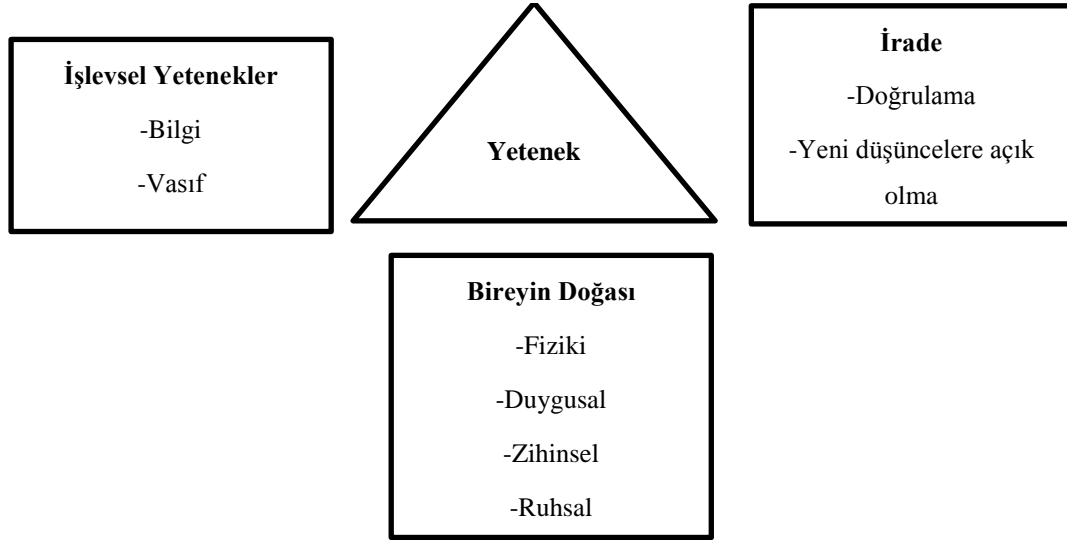 İşlevsel Yetenekler
-Bilgi
-Vasıf
Yetenek
İrade
-Doğrulama
-Yeni düşüncelere açık
olma
Bireyin Doğası
-Fiziki
-Duygusal
-Zihinsel
-Ruhsal